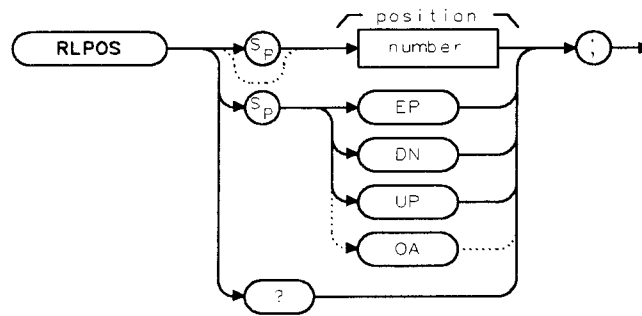 position
RLPOS SP number ;
SP EP
DN
UP
OA
?